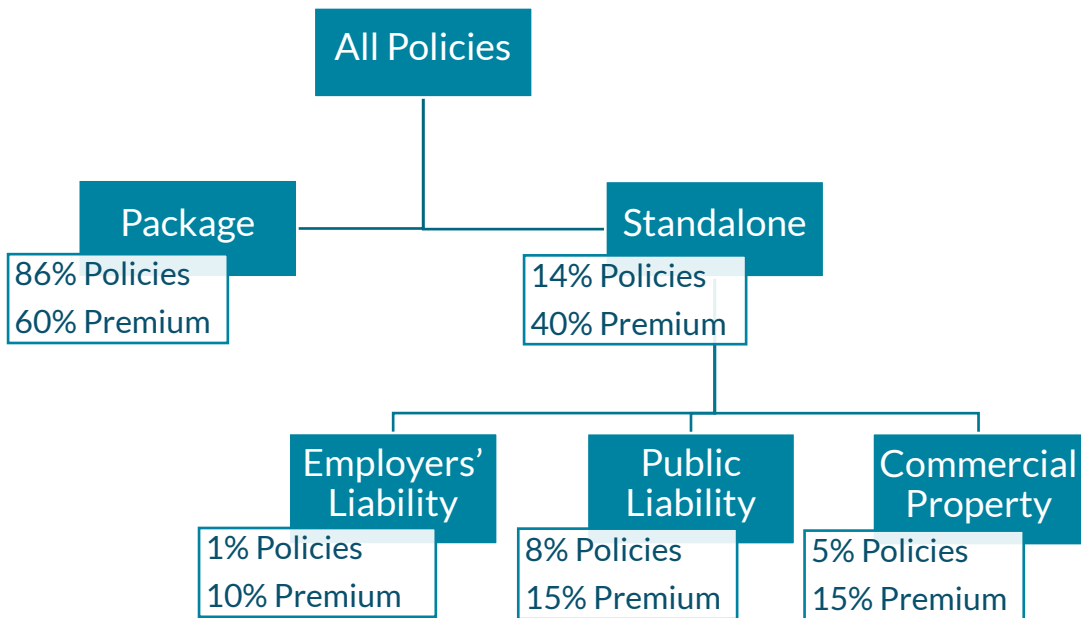 All Policies
Package
86% Policies
60% Premium
Standalone
14% Policies
40% Premium
Employers’
Liability
1% Policies
10% Premium
Public
Liability
8% Policies
15% Premium
Commercial
Property
5% Policies
15% Premium